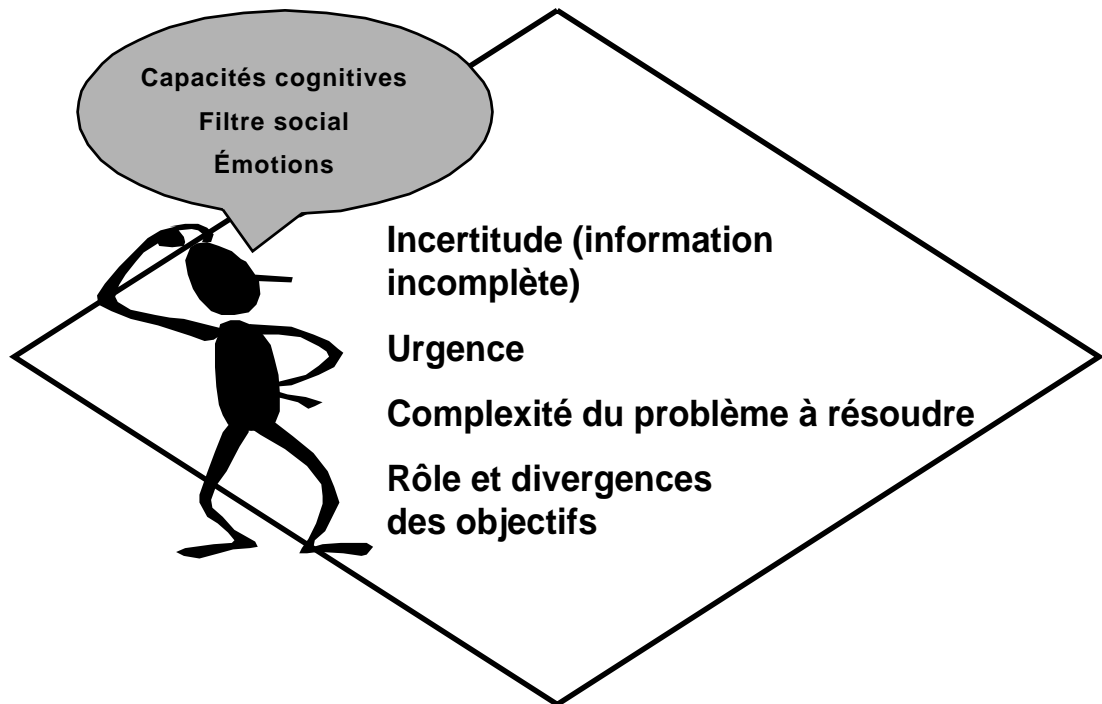 Capacités cognitives
Filtre social
Émotions
Incertitude (information
incomplète)
Urgence
Complexité du problème à résoudre
Rôle et divergences
des objectifs